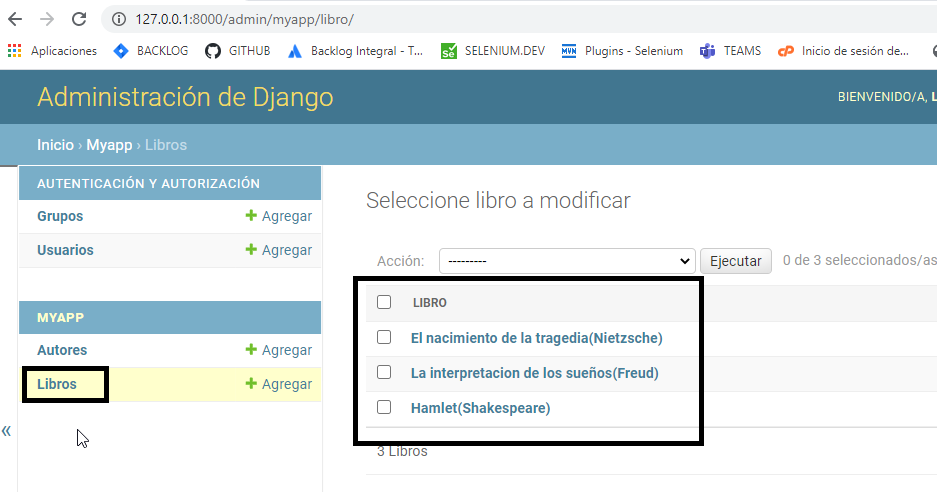 127.0.0.1:8000/admin/myapp/libro/
Aplicaciones BACKLOG GITHUB Backlog Integral - T... Se SELENIUM.DEV MVN Plugins - Selenium TEAMS cP Inicio de sesión de...
Administración de Django BIENVENIDO/A, L
Inicio › Myapp › Libros
AUTENTICACIÓN Y AUTORIZACIÓN
Grupos + Agregar
Usuarios + Agregar
MYAPP
Autores + Agregar
Libros + Agregar
«
Seleccione libro a modificar
Acción: --------- Ejecutar 0 de 3 seleccionados/as
LIBRO
El nacimiento de la tragedia(Nietzsche)
La interpretacion de los sueños(Freud)
Hamlet(Shakespeare)
3 Libros